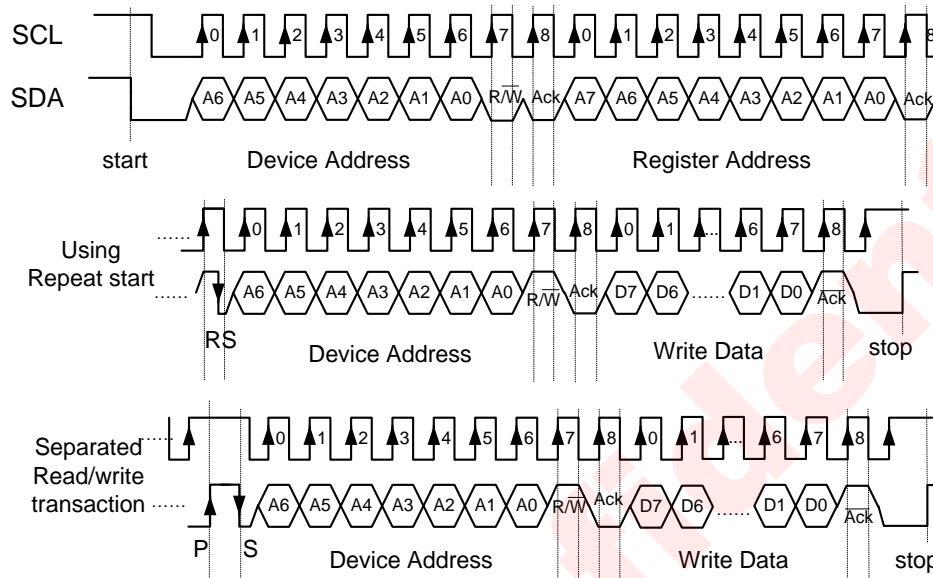 SCL 0 1 2 3 4 5 6 7 8 0 1 2 3 4 5 6 7 8
SDA A6 A5 A4 A3 A2 A1 A0 R/W̅ Ack A7 A6 A5 A4 A3 A2 A1 A0 Ack
start Device Address Register Address
0 1 2 3 4 5 6 7 8 0 1 ... 6 7 8
Using
Repeat start
...... ......
A6 A5 A4 A3 A2 A1 A0 R/W̅ Ack D7 D6 ...... D1 D0 A̅c̅k̅
RS Device Address Write Data stop
0 1 2 3 4 5 6 7 8 0 1 ... 6 7 8
Separated
Read/write
transaction
...... ......
A6 A5 A4 A3 A2 A1 A0 R/W̅ Ack D7 D6 ...... D1 D0 A̅c̅k̅
P S Device Address Write Data stop